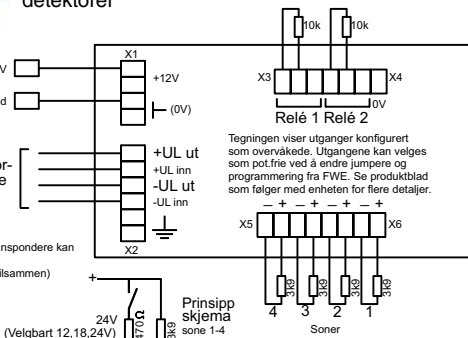 detektorer
V
d
X1
+12V
(0V)
10k
10k
X3
X4
0V
Relé 1 Relé 2
Tegningen viser utganger konfigurert
som overvåkede. Utgangene kan velges
som pot.frie ved å endre jumpere og
programmering fra FWE. Se produktblad
som følger med enheten for flere detaljer.
or-
e
+UL ut
+UL inn
-UL ut
-UL inn
X2
– + – + – + – +
X5
X6
3k9
3k9
3k9
3k9
4 3 2 1
Soner
nspondere kan
ilsammen)
+
24V
(Velgbart 12,18,24V)
470Ω
3k9
Prinsipp
skjema
sone 1-4